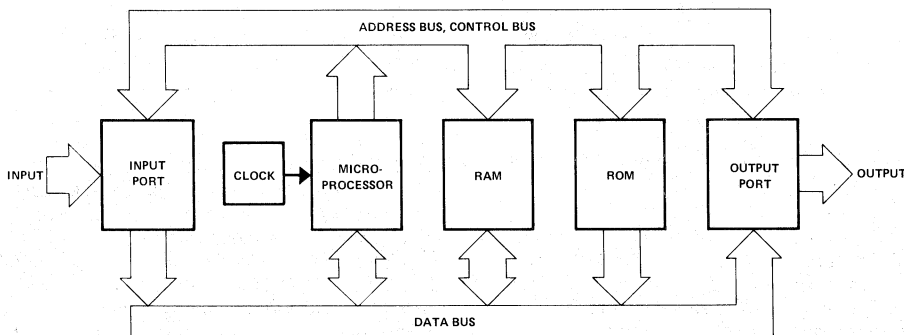 ADDRESS BUS, CONTROL BUS
INPUT
INPUT
PORT
CLOCK
MICRO-
PROCESSOR
RAM
ROM
OUTPUT
PORT
OUTPUT
DATA BUS